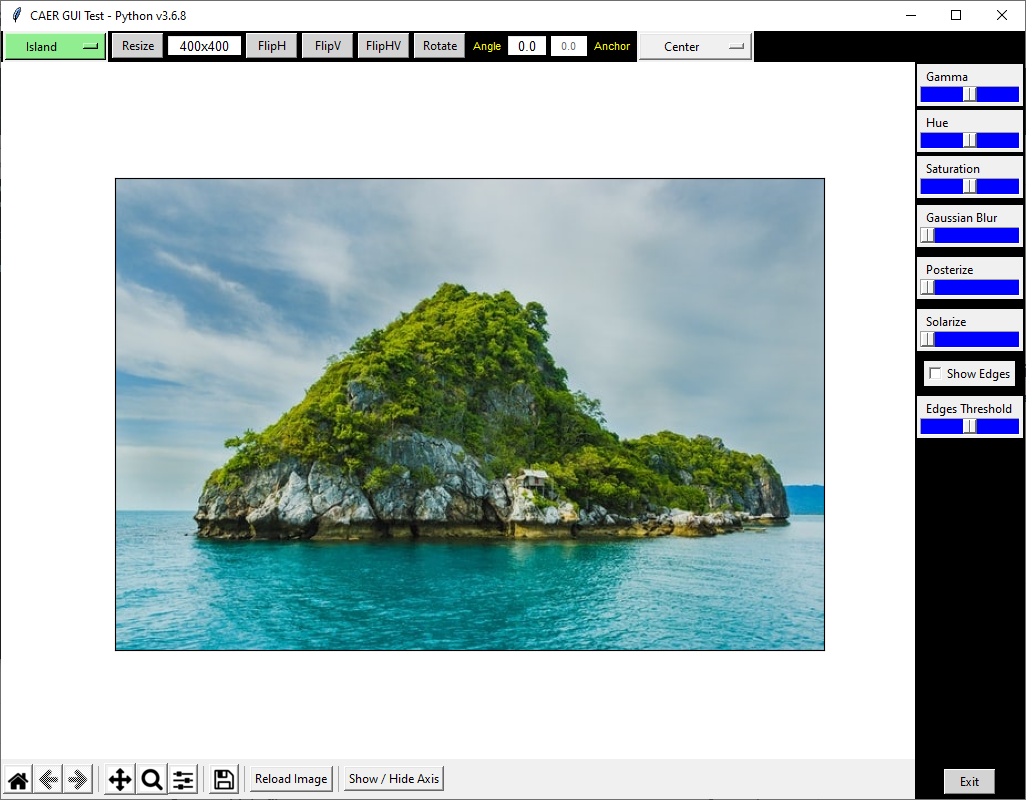 CAER GUI Test - Python v3.6.8
Island
Resize
400x400
FlipH
FlipV
FlipHV
Rotate
Angle
0.0
0.0
Anchor
Center
Gamma
Hue
Saturation
Gaussian Blur
Posterize
Solarize
Show Edges
Edges Threshold
Reload Image
Show / Hide Axis
Exit